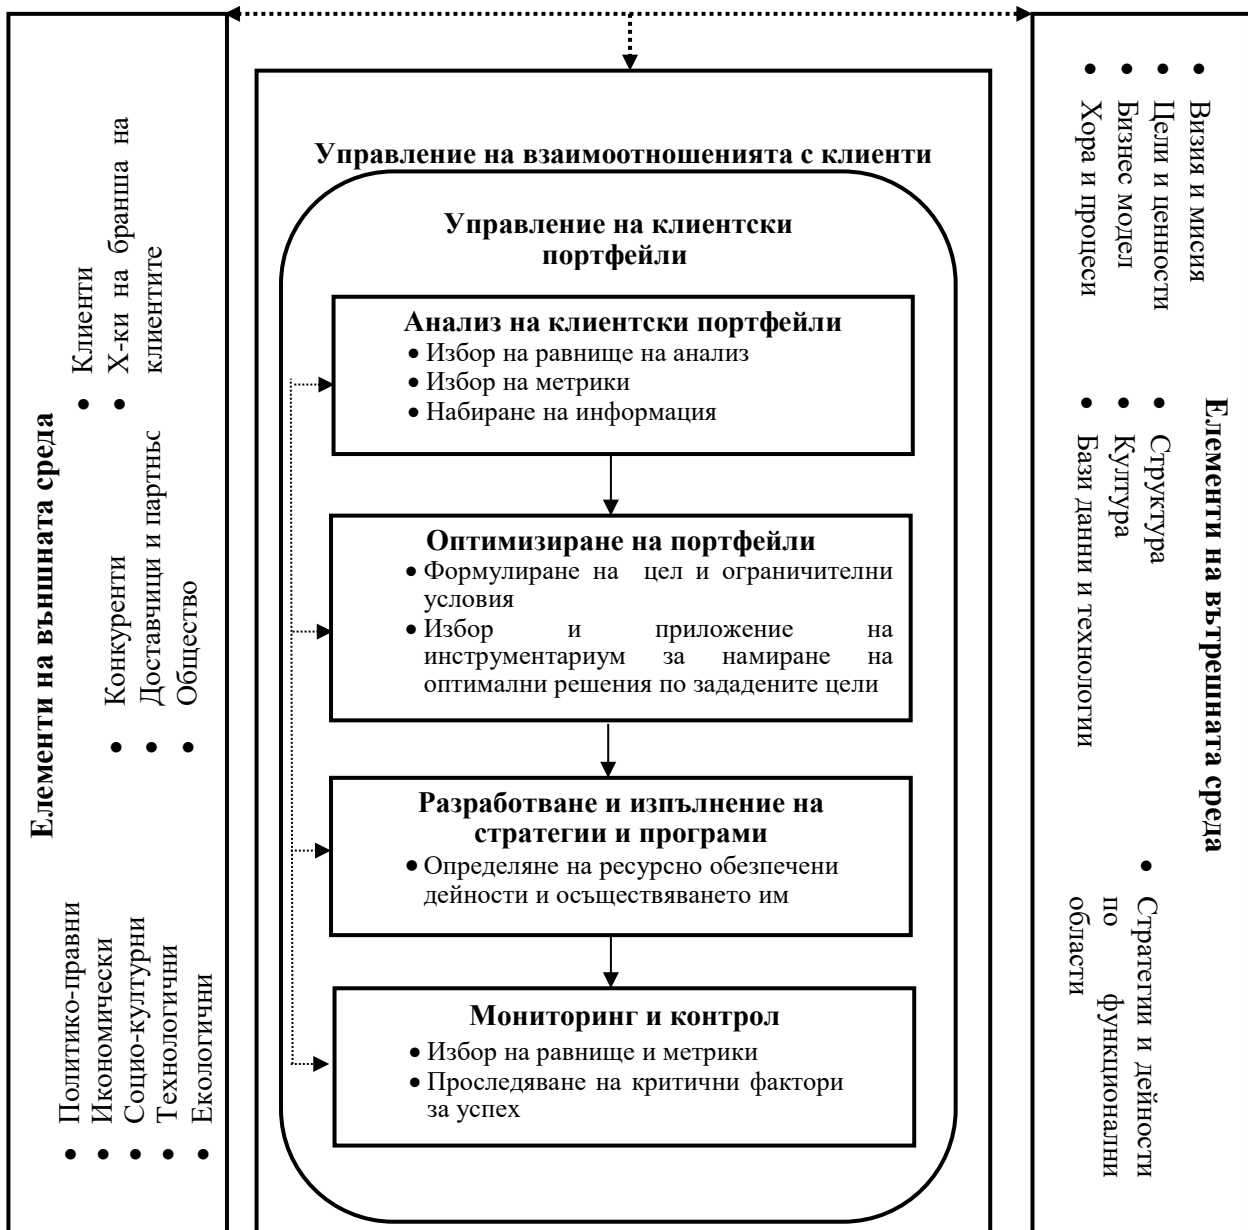 Елементи на външната среда
• Политико-правни
• Икономически
• Социо-културни
• Технологични
• Екологични
• Конкуренти
• Доставчици и партньс
• Общество
• Клиенти
• Х-ки на бранша на
клиентите
Управление на взаимоотношенията с клиенти
Управление на клиентски
портфейли
Анализ на клиентски портфейли
• Избор на равнище на анализ
• Избор на метрики
• Набиране на информация
Оптимизиране на портфейли
• Формулиране на цел и ограничителни
условия
• Избор и приложение на
инструментариум за намиране на
оптимални решения по зададените цели
Разработване и изпълнение на
стратегии и програми
• Определяне на ресурсно обезпечени
дейности и осъществяването им
Мониторинг и контрол
• Избор на равнище и метрики
• Проследяване на критични фактори
за успех
Елементи на вътрешната среда
• Визия и мисия
• Цели и ценности
• Бизнес модел
• Хора и процеси
• Структура
• Култура
• Бази данни и технологии
• Стратегии и дейности
по функционални
области